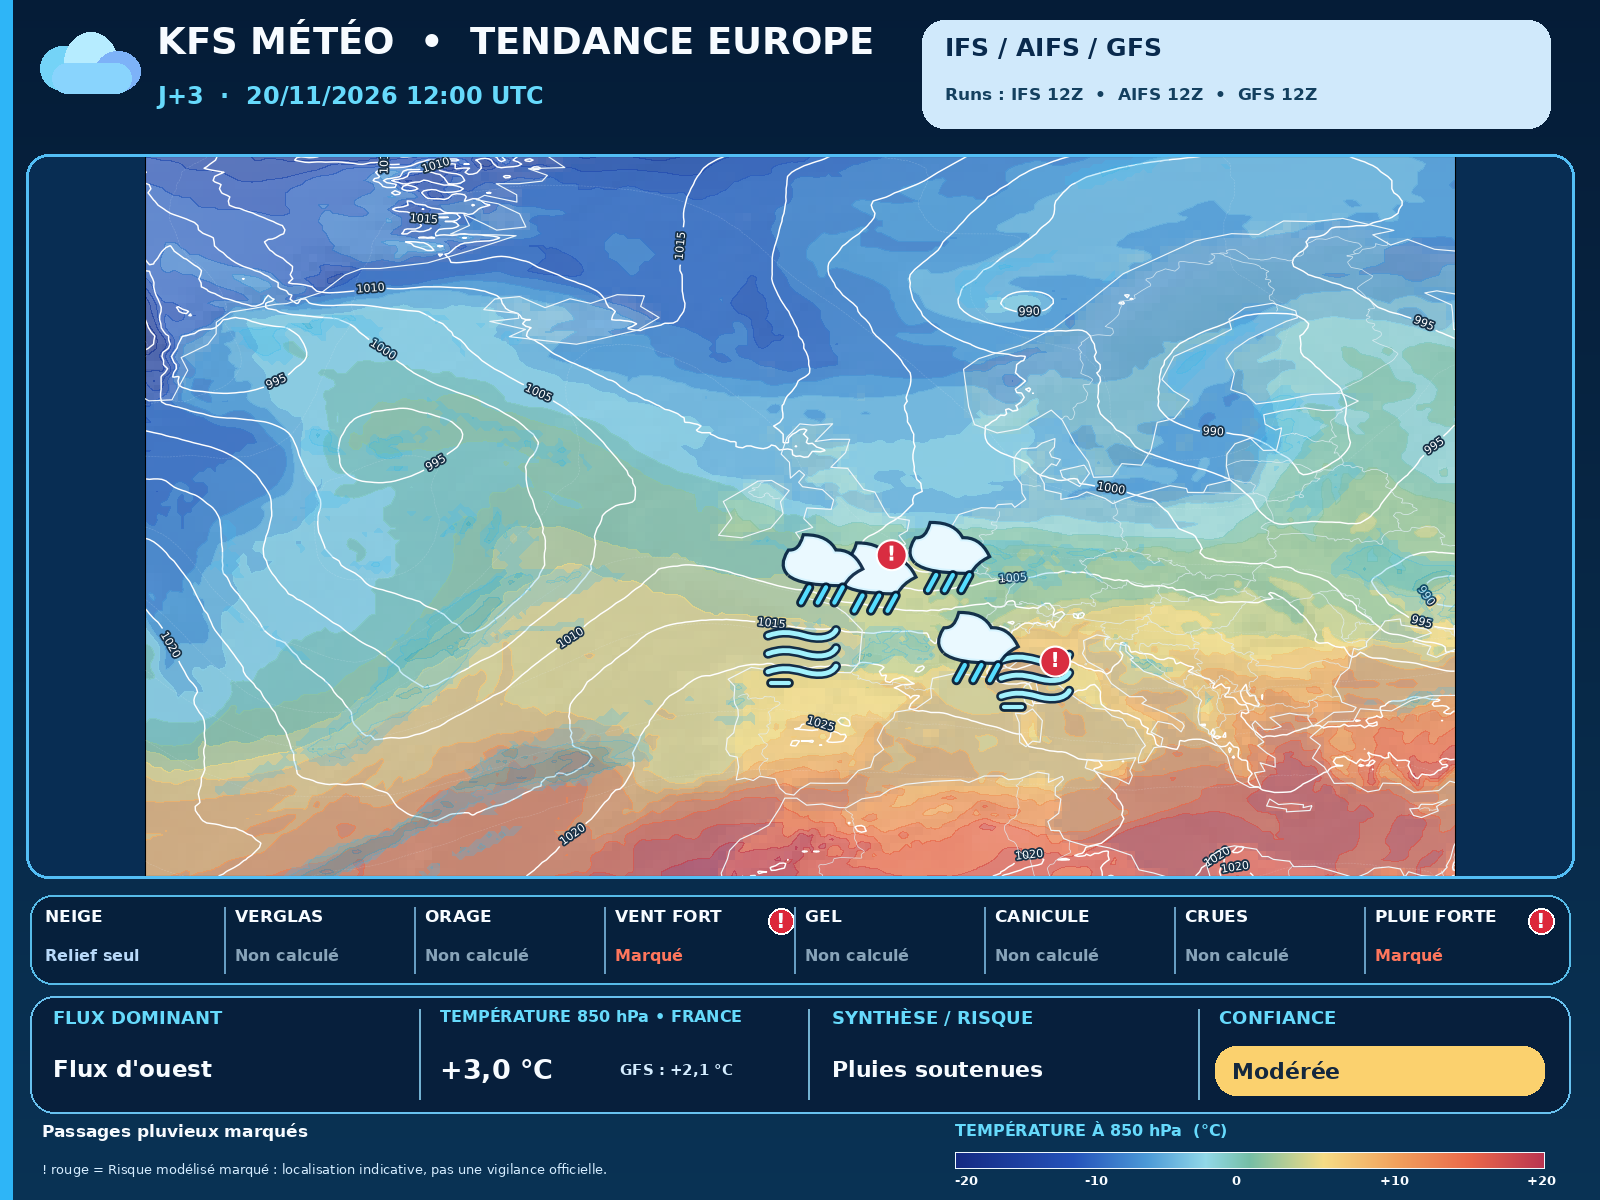 KFS MÉTÉO • TENDANCE EUROPE
J+3 · 20/11/2026 12:00 UTC
IFS / AIFS / GFS
Runs : IFS 12Z • AIFS 12Z • GFS 12Z
1010
1015
1015
1010
1000
995
1005
995
990
995
990
995
1000
1005
990
995
1015
1010
1020
1025
1020
1020
1020
1020
!
!
NEIGE
Relief seul
VERGLAS
Non calculé
ORAGE
Non calculé
VENT FORT !
Marqué
GEL
Non calculé
CANICULE
Non calculé
CRUES
Non calculé
PLUIE FORTE !
Marqué
FLUX DOMINANT
Flux d'ouest
TEMPÉRATURE 850 hPa • FRANCE
+3,0 °C GFS : +2,1 °C
SYNTHÈSE / RISQUE
Pluies soutenues
CONFIANCE
Modérée
Passages pluvieux marqués
! rouge = Risque modélisé marqué : localisation indicative, pas une vigilance officielle.
TEMPÉRATURE À 850 hPa (°C)
-20 -10 0 +10 +20